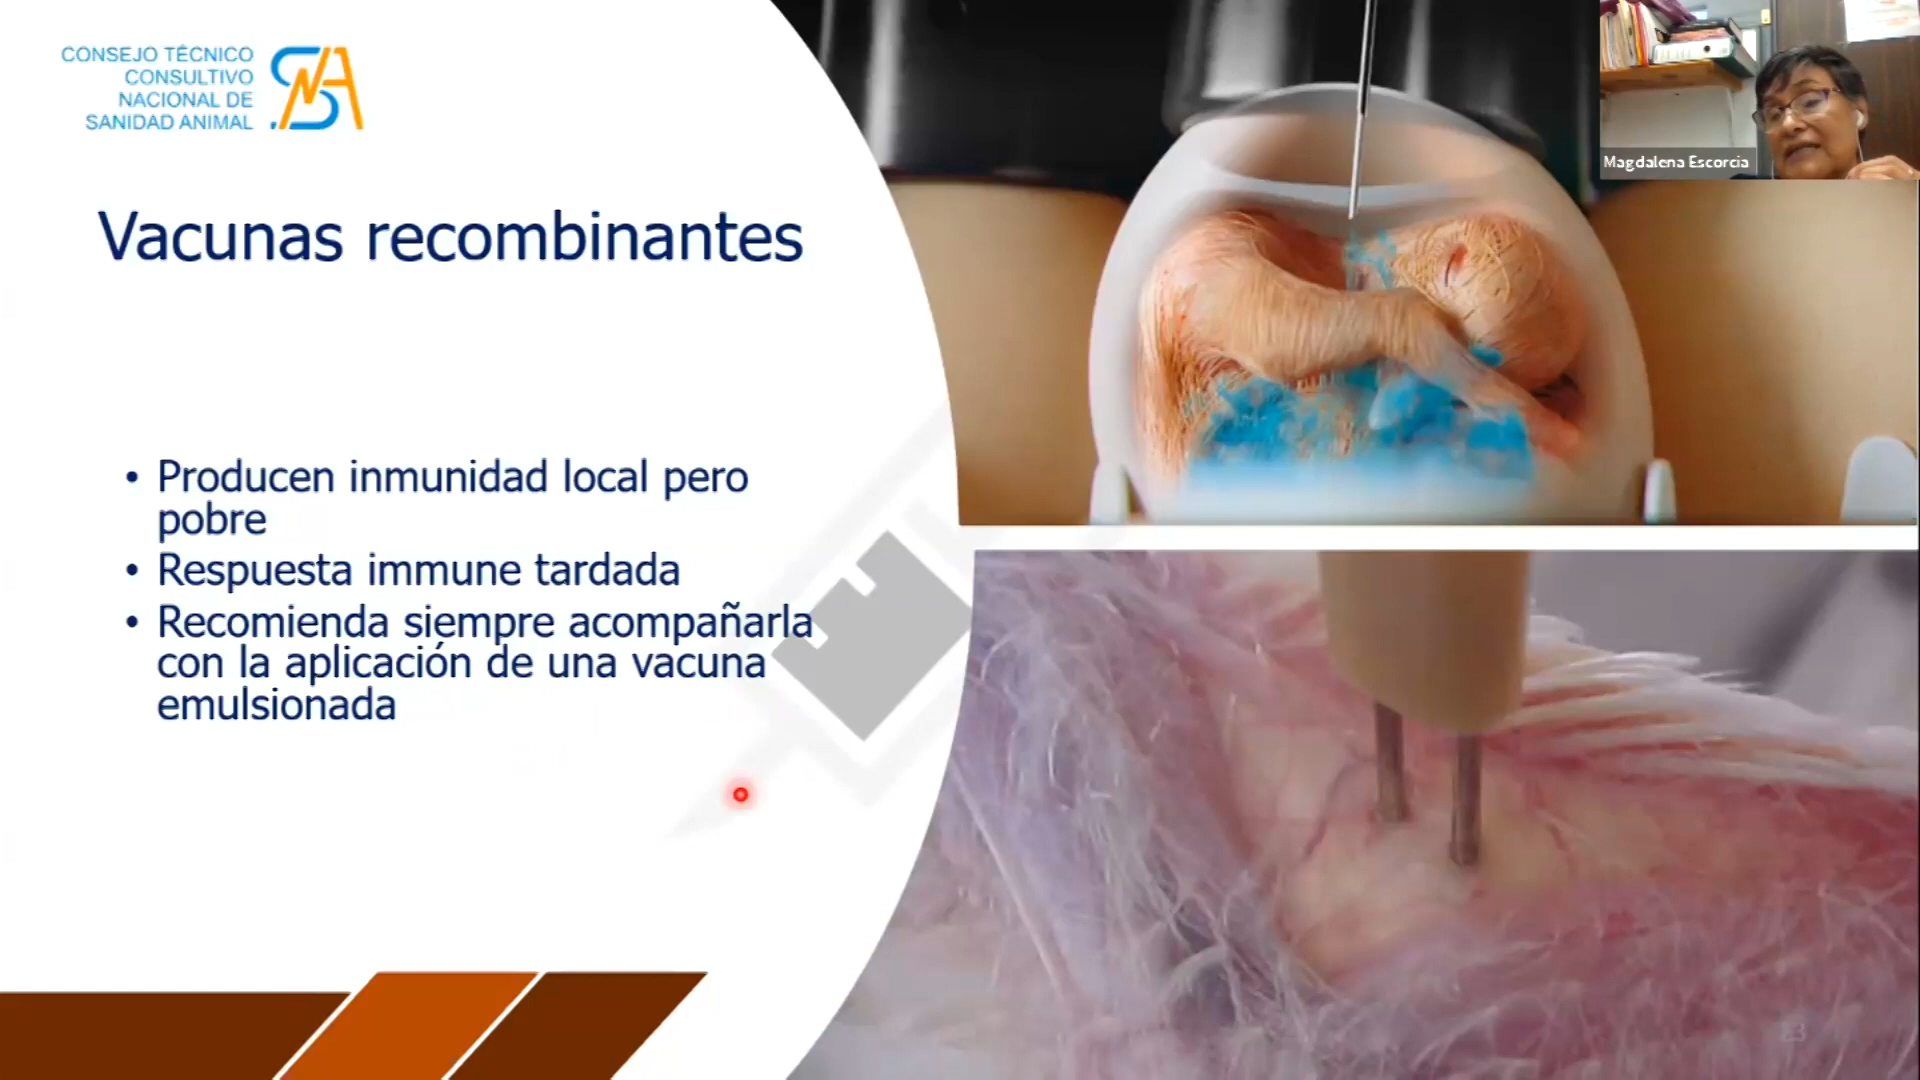 CONSEJO TÉCNICO
CONSULTIVO
NACIONAL DE
SANIDAD ANIMAL
Magdalena Escorcia
Vacunas recombinantes
• Producen inmunidad local pero
pobre
• Respuesta immune tardada
• Recomienda siempre acompañarla
con la aplicación de una vacuna
emulsionada
23